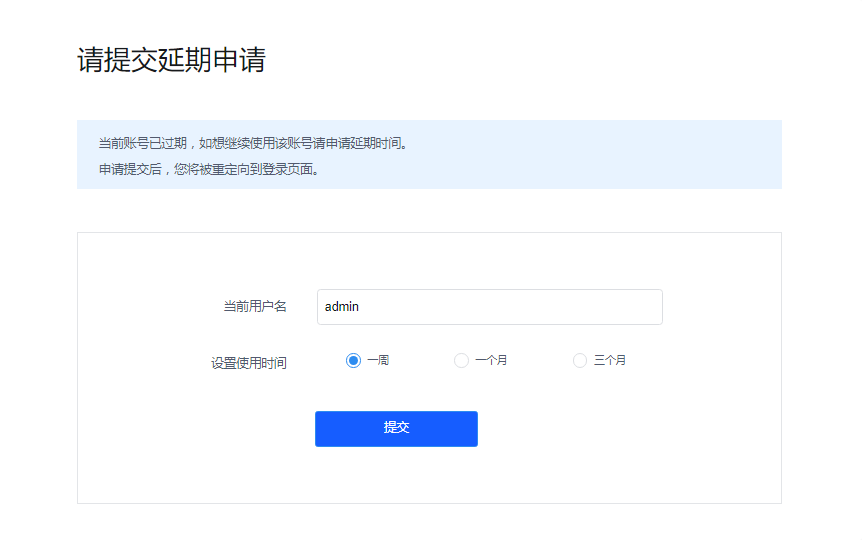 请提交延期申请
当前账号已过期，如想继续使用该账号请申请延期时间。
申请提交后，您将被重定向到登录页面。
当前用户名 admin
设置使用时间 一周 一个月 三个月
提交